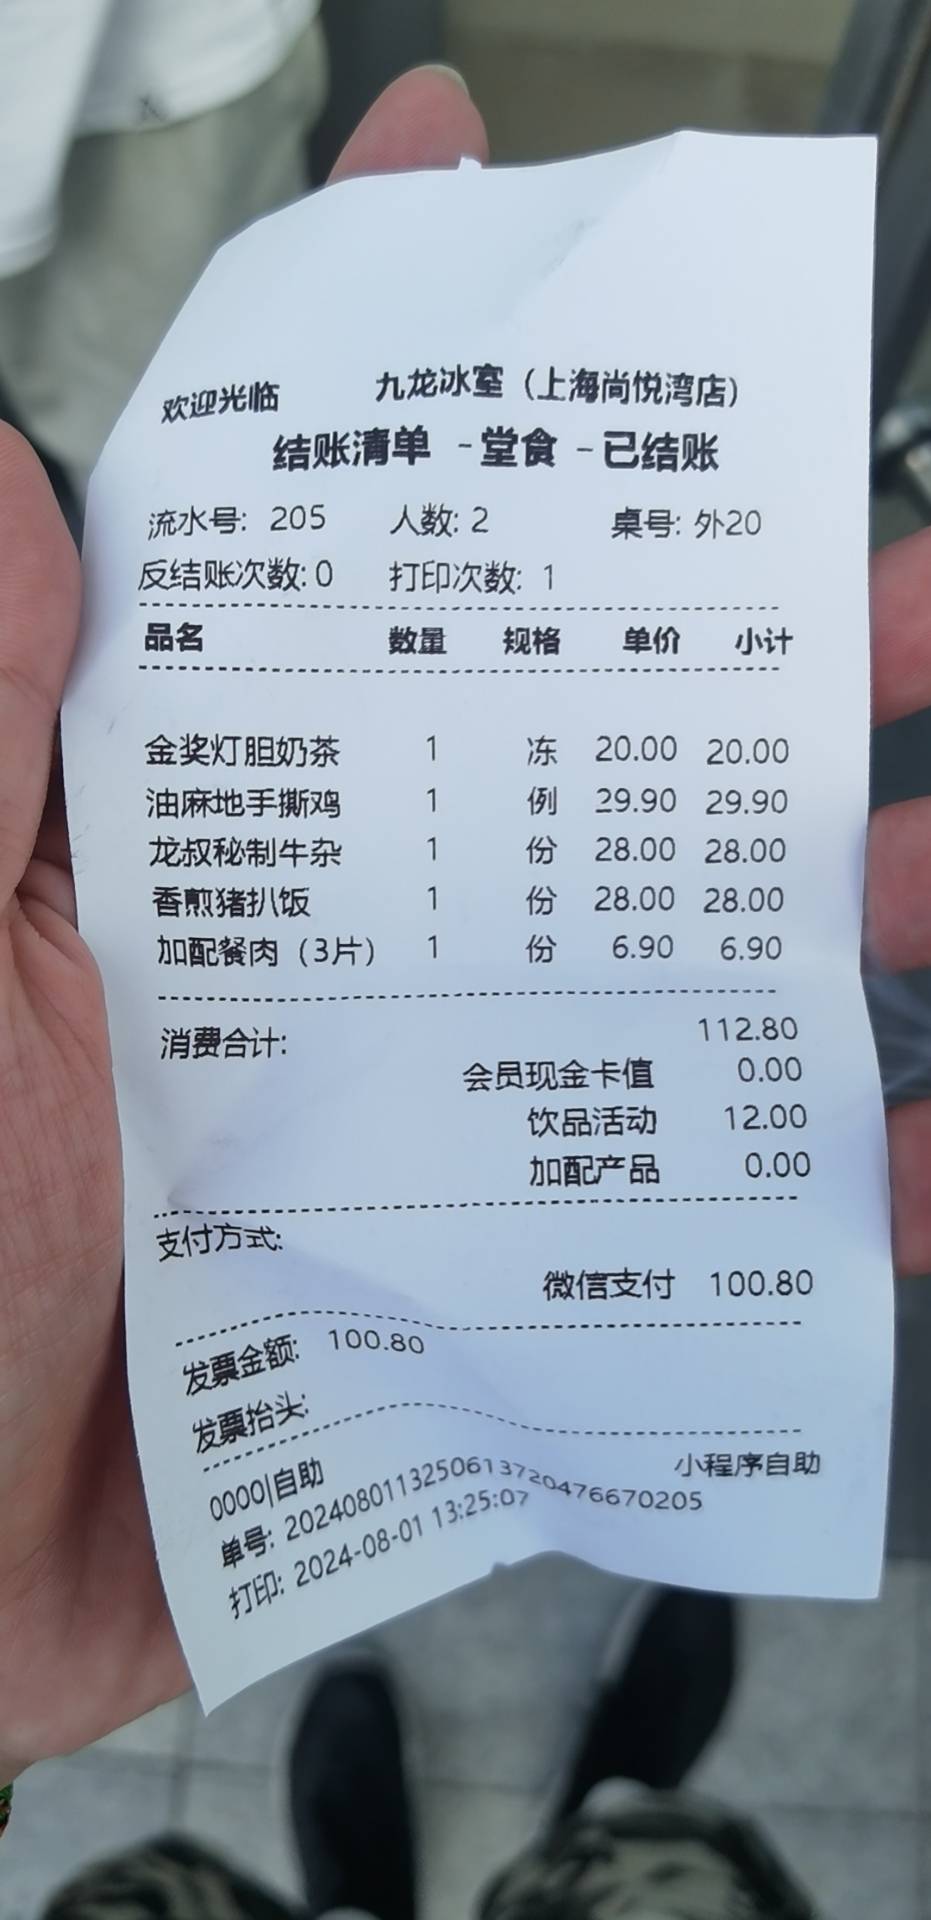 欢迎光临 九龙冰室（上海尚悦湾店）
结账清单 - 堂食 - 已结账
流水号: 205 人数: 2 桌号: 外20
反结账次数: 0 打印次数: 1
品名 数量 规格 单价 小计
金奖灯胆奶茶 1 冻 20.00 20.00
油麻地手撕鸡 1 例 29.90 29.90
龙叔秘制牛杂 1 份 28.00 28.00
香煎猪扒饭 1 份 28.00 28.00
加配餐肉（3片） 1 份 6.90 6.90
消费合计: 112.80
会员现金卡值 0.00
饮品活动 12.00
加配产品 0.00
支付方式:
微信支付 100.80
发票金额: 100.80
发票抬头:
0000|自助 小程序自助
单号: 20240801132506137204766​70205
打印: 2024-08-01 13:25:07